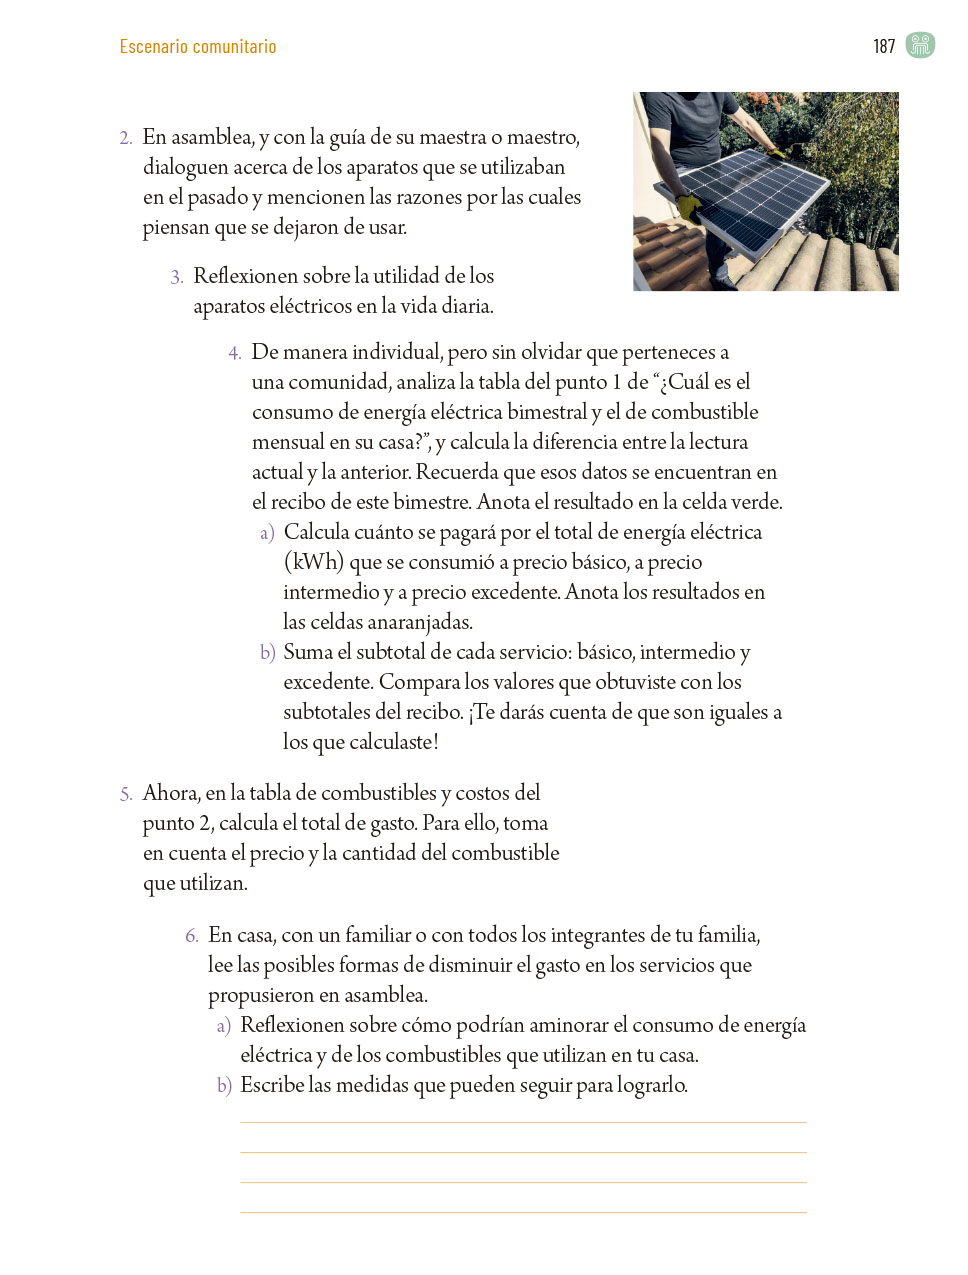 Escenario comunitario
187
2. En asamblea, y con la guía de su maestra o maestro,
dialoguen acerca de los aparatos que se utilizaban
en el pasado y mencionen las razones por las cuales
piensan que se dejaron de usar.
3. Reflexionen sobre la utilidad de los
aparatos eléctricos en la vida diaria.
4. De manera individual, pero sin olvidar que perteneces a
una comunidad, analiza la tabla del punto 1 de “¿Cuál es el
consumo de energía eléctrica bimestral y el de combustible
mensual en su casa?”, y calcula la diferencia entre la lectura
actual y la anterior. Recuerda que esos datos se encuentran en
el recibo de este bimestre. Anota el resultado en la celda verde.
a) Calcula cuánto se pagará por el total de energía eléctrica
(kWh) que se consumió a precio básico, a precio
intermedio y a precio excedente. Anota los resultados en
las celdas anaranjadas.
b) Suma el subtotal de cada servicio: básico, intermedio y
excedente. Compara los valores que obtuviste con los
subtotales del recibo. ¡Te darás cuenta de que son iguales a
los que calculaste!
5. Ahora, en la tabla de combustibles y costos del
punto 2, calcula el total de gasto. Para ello, toma
en cuenta el precio y la cantidad del combustible
que utilizan.
6. En casa, con un familiar o con todos los integrantes de tu familia,
lee las posibles formas de disminuir el gasto en los servicios que
propusieron en asamblea.
a) Reflexionen sobre cómo podrían aminorar el consumo de energía
eléctrica y de los combustibles que utilizan en tu casa.
b) Escribe las medidas que pueden seguir para lograrlo.